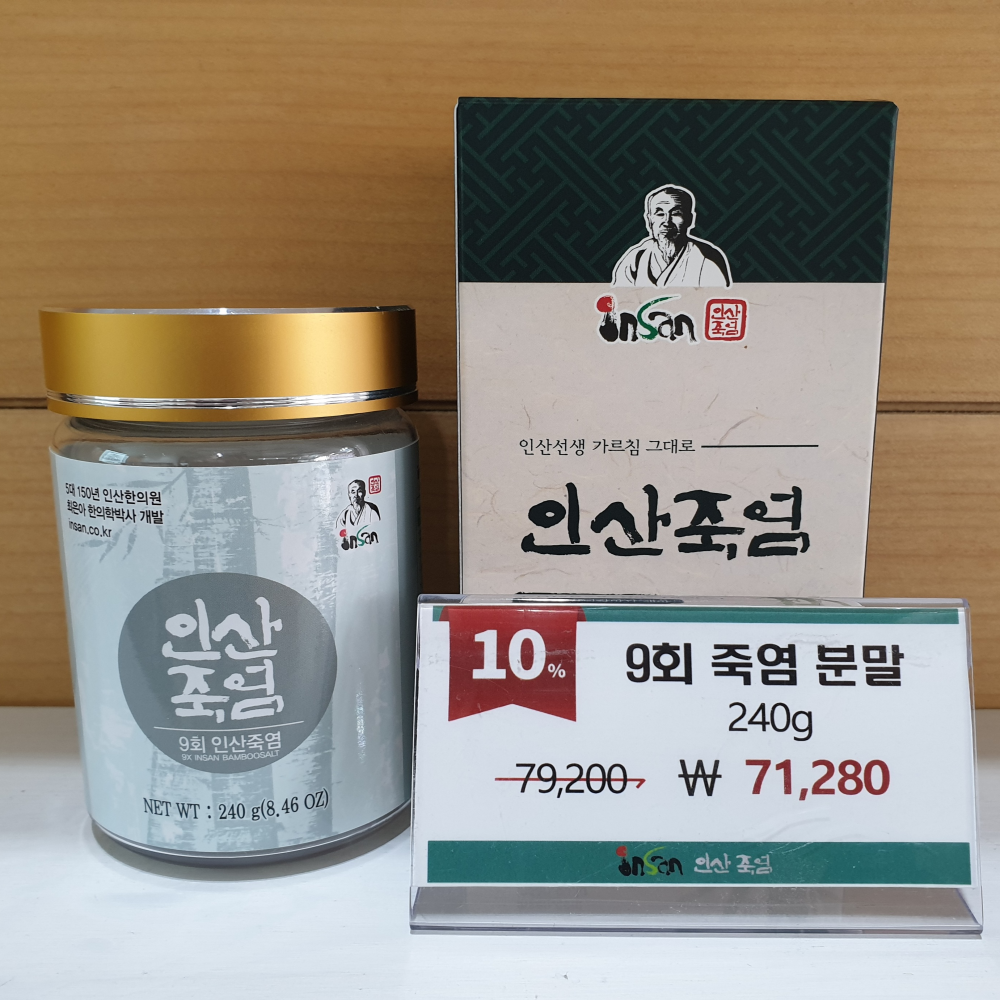 insan
인산
죽염
인산선생 가르침 그대로
인산죽염
5대 150년 인산한의원
최은아 한의학박사 개발
insan.co.kr
insan
인산
죽염
9회 인산죽염
9X INSAN BAMBOOSALT
NET WT : 240 g(8.46 OZ)
10%
9회 죽염 분말
240g
79,200
₩ 71,280
insan 인산죽염